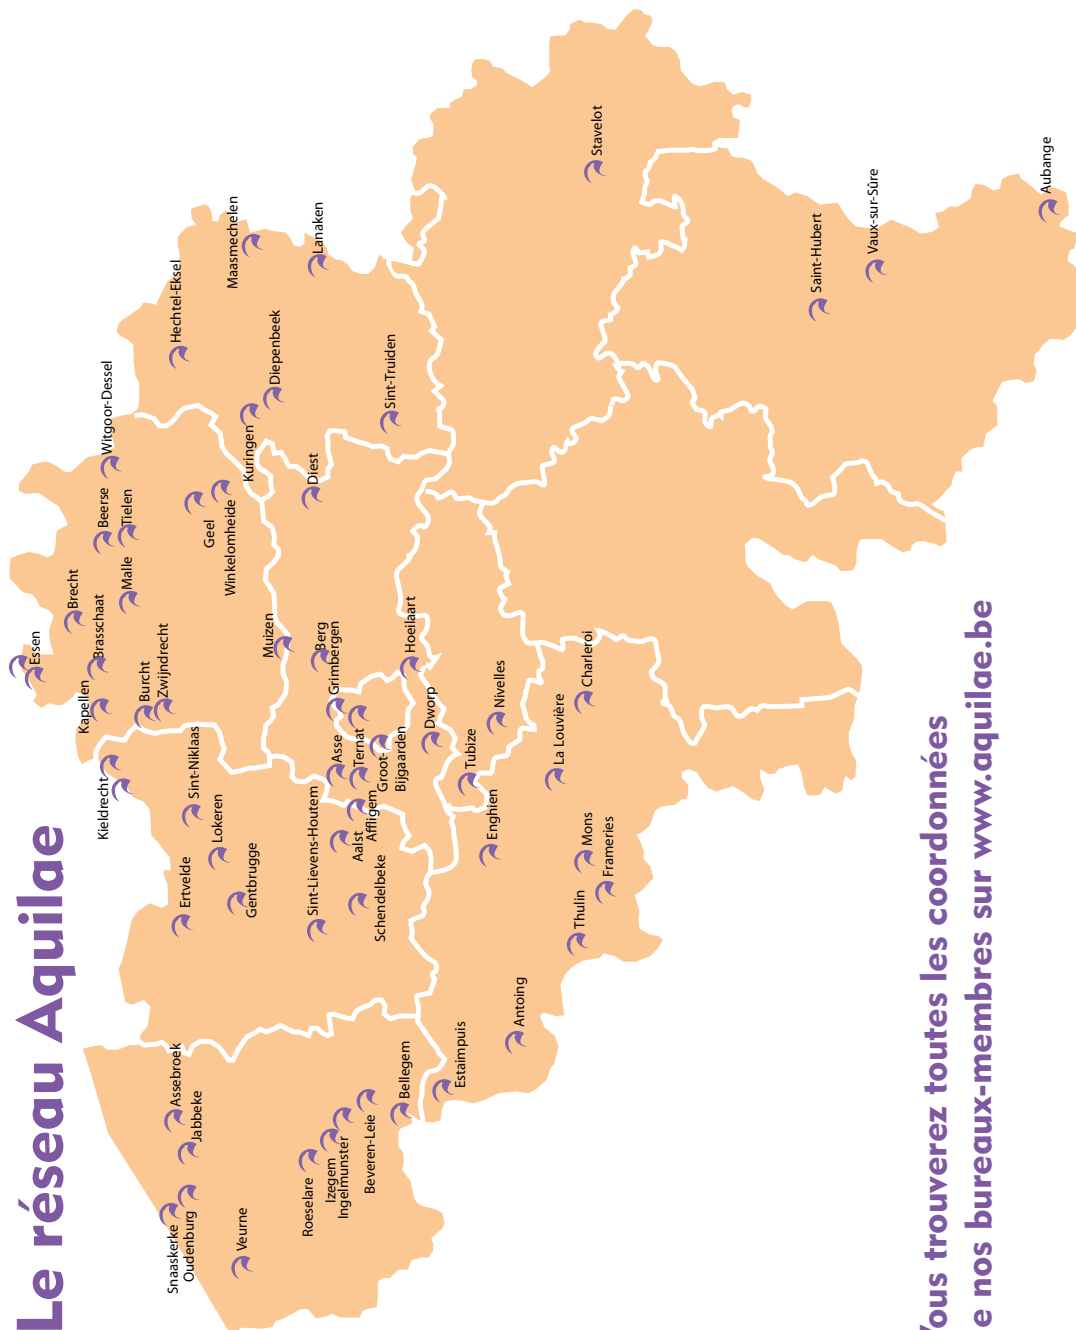 Le réseau Aquilae
Essen
Brecht
Kapellen
Brasschaat
Beerse
Witgoor-Dessel
Malle
Tielen
Kieldrecht
Burcht
Zwijndrecht
Hechtel-Eksel
Maasmechelen
Sint-Niklaas
Geel
Winkelomheide
Kuringen
Diepenbeek
Lanaken
Ertvelde
Lokeren
Gentbrugge
Muizen
Diest
Sint-Truiden
Assebroek
Jabbeke
Snaaskerke
Oudenburg
Veurne
Sint-Lievens-Houtem
Berg
Grimbergen
Asse
Ternat
Groot-
Bijgaarden
Aalst
Affligem
Schendelbeke
Hoeilaart
Dworp
Roeselare
Izegem
Ingelmunster
Beveren-Leie
Bellegem
Estaimpuis
Tubize
Nivelles
Enghien
Antoing
La Louvière
Charleroi
Mons
Frameries
Thulin
Stavelot
Saint-Hubert
Vaux-sur-Sûre
Aubange
ous trouverez toutes les coordonnées
e nos bureaux-membres sur www.aquilae.be